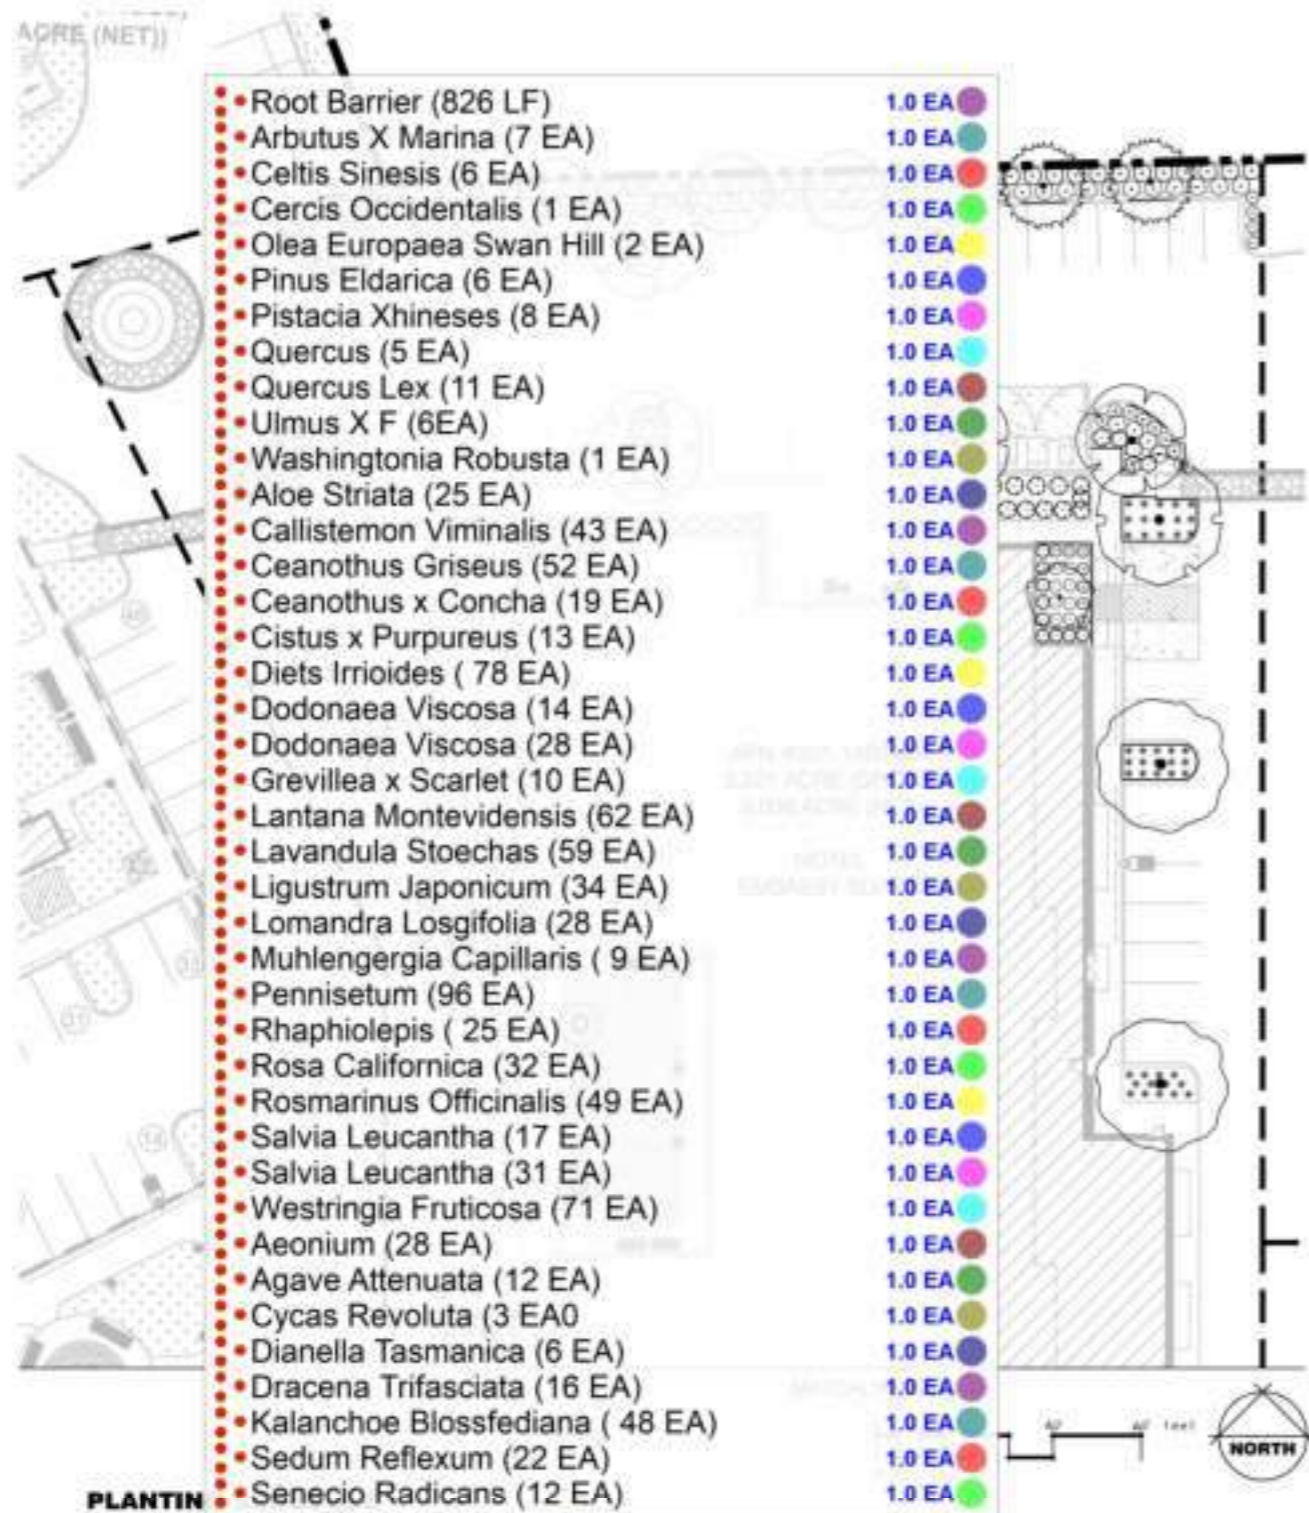 ACRE (NET))
Root Barrier (826 LF) 1.0 EA
Arbutus X Marina (7 EA) 1.0 EA
Celtis Sinesis (6 EA) 1.0 EA
Cercis Occidentalis (1 EA) 1.0 EA
Olea Europaea Swan Hill (2 EA) 1.0 EA
Pinus Eldarica (6 EA) 1.0 EA
Pistacia Xhineses (8 EA) 1.0 EA
Quercus (5 EA) 1.0 EA
Quercus Lex (11 EA) 1.0 EA
Ulmus X F (6EA) 1.0 EA
Washingtonia Robusta (1 EA) 1.0 EA
Aloe Striata (25 EA) 1.0 EA
Callistemon Viminalis (43 EA) 1.0 EA
Ceanothus Griseus (52 EA) 1.0 EA
Ceanothus x Concha (19 EA) 1.0 EA
Cistus x Purpureus (13 EA) 1.0 EA
Diets Irrioides ( 78 EA) 1.0 EA
Dodonaea Viscosa (14 EA) 1.0 EA
Dodonaea Viscosa (28 EA) 1.0 EA
Grevillea x Scarlet (10 EA) 1.0 EA
Lantana Montevidensis (62 EA) 1.0 EA
Lavandula Stoechas (59 EA) 1.0 EA
Ligustrum Japonicum (34 EA) 1.0 EA
Lomandra Losgifolia (28 EA) 1.0 EA
Muhlengergia Capillaris ( 9 EA) 1.0 EA
Pennisetum (96 EA) 1.0 EA
Rhaphiolepis ( 25 EA) 1.0 EA
Rosa Californica (32 EA) 1.0 EA
Rosmarinus Officinalis (49 EA) 1.0 EA
Salvia Leucantha (17 EA) 1.0 EA
Salvia Leucantha (31 EA) 1.0 EA
Westringia Fruticosa (71 EA) 1.0 EA
Aeonium (28 EA) 1.0 EA
Agave Attenuata (12 EA) 1.0 EA
Cycas Revoluta (3 EA0 1.0 EA
Dianella Tasmanica (6 EA) 1.0 EA
Dracena Trifasciata (16 EA) 1.0 EA
Kalanchoe Blossfediana ( 48 EA) 1.0 EA
Sedum Reflexum (22 EA) 1.0 EA
Senecio Radicans (12 EA) 1.0 EA
NORTH
PLANTIN